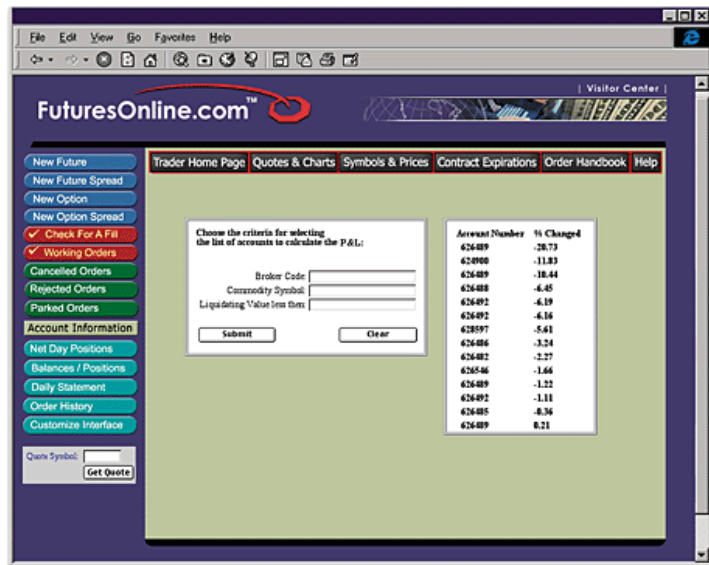 File Edit View Go Favorites Help
| Visitor Center |
FuturesOnline.com™
New Future
New Future Spread
New Option
New Option Spread
Check For A Fill
Working Orders
Cancelled Orders
Rejected Orders
Parked Orders
Account Information
Net Day Positions
Balances / Positions
Daily Statement
Order History
Customize Interface
Quote Symbol:
Get Quote
Trader Home Page Quotes & Charts Symbols & Prices Contract Expirations Order Handbook Help
Choose the criteria for selecting
the list of accounts to calculate the P&L:
Broker Code:
Commodity Symbol:
Liquidating Value less then:
Submit Clear
Account Number % Changed
626489 -20.73
624900 -11.83
626489 -10.44
626488 -6.45
626492 -6.19
626492 -6.16
628597 -5.61
626486 -3.24
626482 -2.27
626546 -1.66
626489 -1.22
626492 -1.11
626485 -0.36
626489 0.21